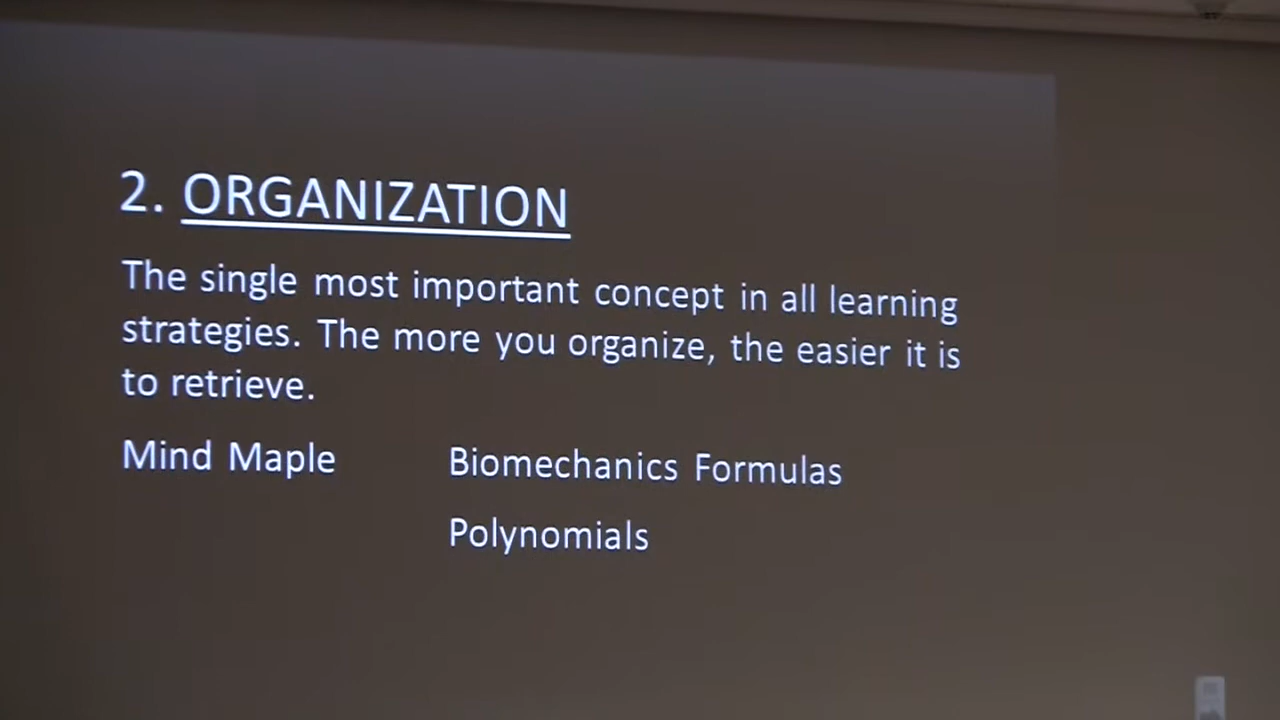 2. ORGANIZATION
The single most important concept in all learning
strategies. The more you organize, the easier it is
to retrieve.
Mind Maple Biomechanics Formulas
Polynomials